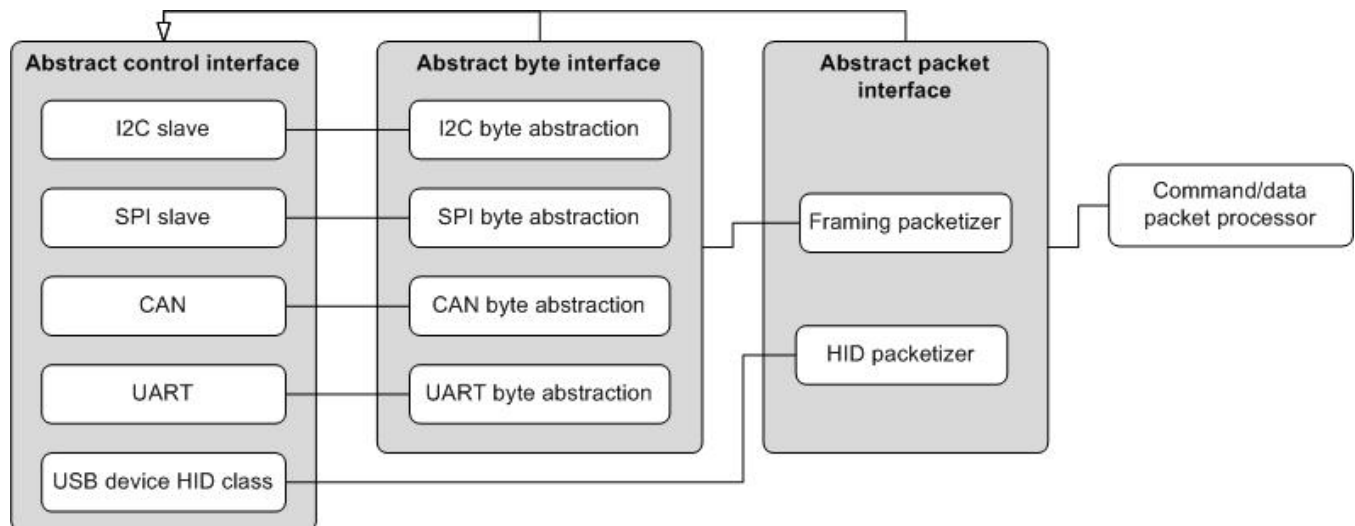 Abstract control interface
I2C slave
SPI slave
CAN
UART
USB device HID class
Abstract byte interface
I2C byte abstraction
SPI byte abstraction
CAN byte abstraction
UART byte abstraction
Abstract packet
interface
Framing packetizer
HID packetizer
Command/data
packet processor